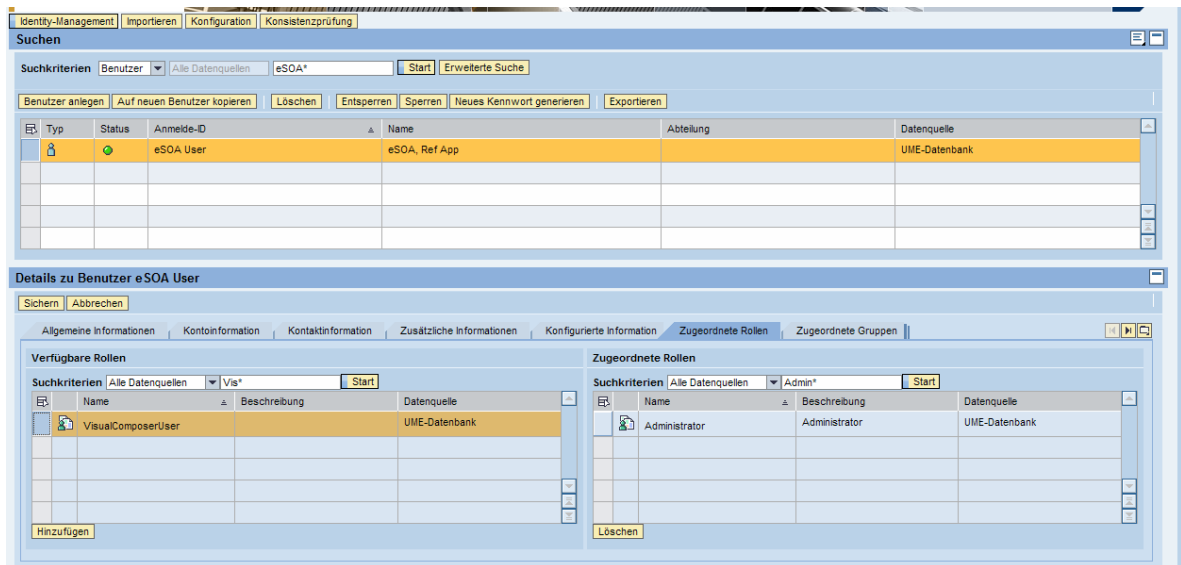 Identity-Management Importieren Konfiguration Konsistenzprüfung
Suchen
Suchkriterien Benutzer Alle Datenquellen eSOA* Start Erweiterte Suche
Benutzer anlegen Auf neuen Benutzer kopieren Löschen Entsperren Sperren Neues Kennwort generieren Exportieren
Typ Status Anmelde-ID Name Abteilung Datenquelle
eSOA User eSOA, Ref App UME-Datenbank
Details zu Benutzer eSOA User
Sichern Abbrechen
Allgemeine Informationen Kontoinformation Kontaktinformation Zusätzliche Informationen Konfigurierte Information Zugeordnete Rollen Zugeordnete Gruppen
Verfügbare Rollen Zugeordnete Rollen
Suchkriterien Alle Datenquellen Vis* Start Suchkriterien Alle Datenquellen Admin* Start
Name Beschreibung Datenquelle Name Beschreibung Datenquelle
VisualComposerUser UME-Datenbank Administrator Administrator UME-Datenbank
Hinzufügen Löschen